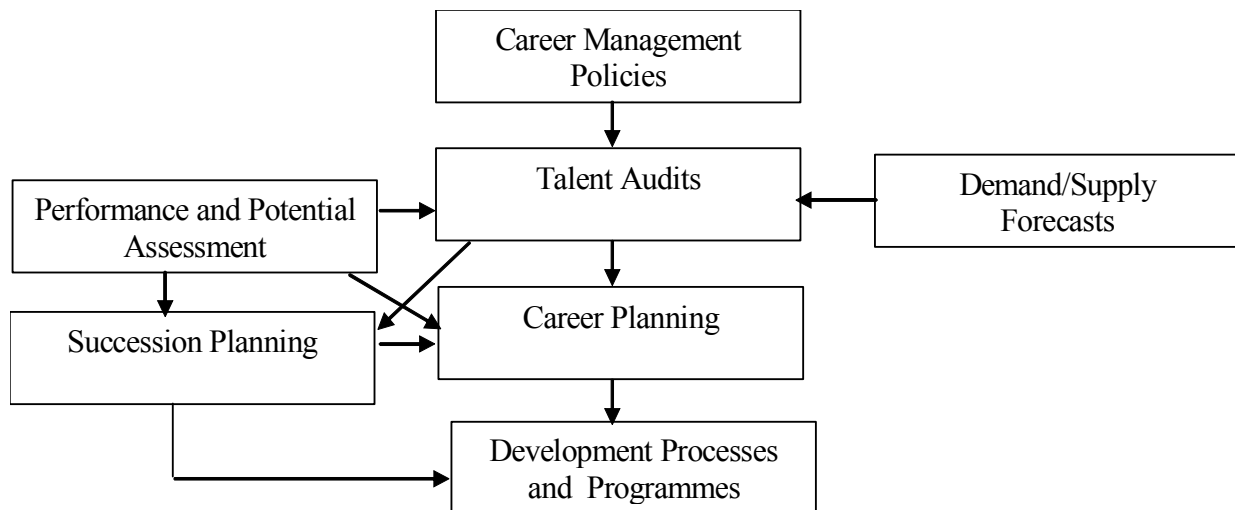 Career Management
Policies
Talent Audits
Demand/Supply
Forecasts
Performance and Potential
Assessment
Succession Planning
Career Planning
Development Processes
and Programmes